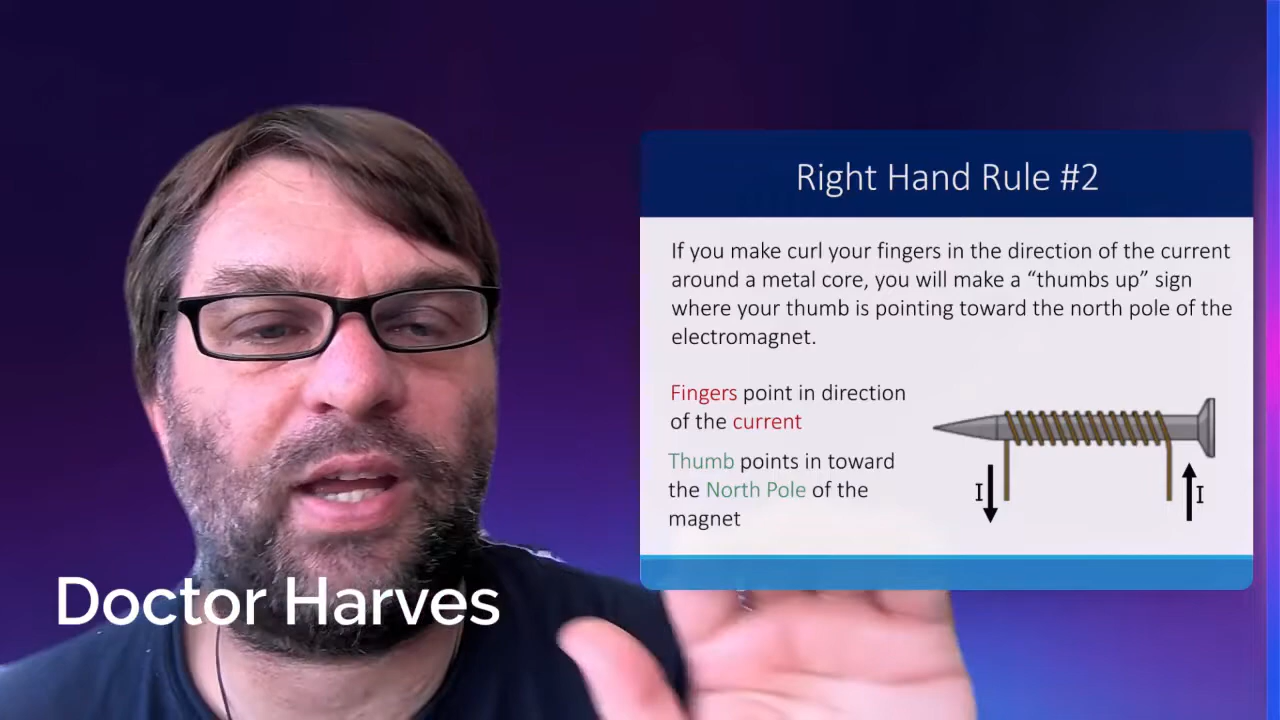 Right Hand Rule #2
If you make curl your fingers in the direction of the current
around a metal core, you will make a “thumbs up” sign
where your thumb is pointing toward the north pole of the
electromagnet.
Fingers point in direction
of the current
Thumb points in toward
the North Pole of the
magnet
I
I
Doctor Harves